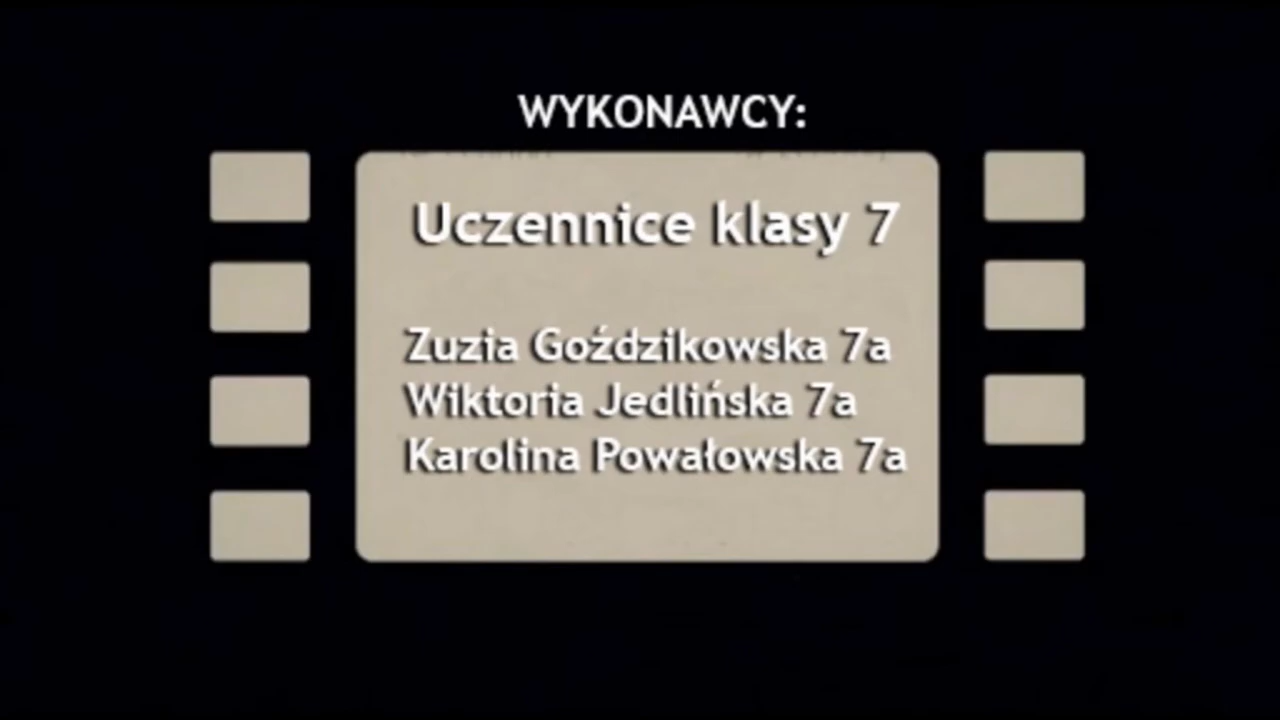 WYKONAWCY:
Uczennice klasy 7
Zuzia Goździkowska 7a
Wiktoria Jedlińska 7a
Karolina Powałowska 7a